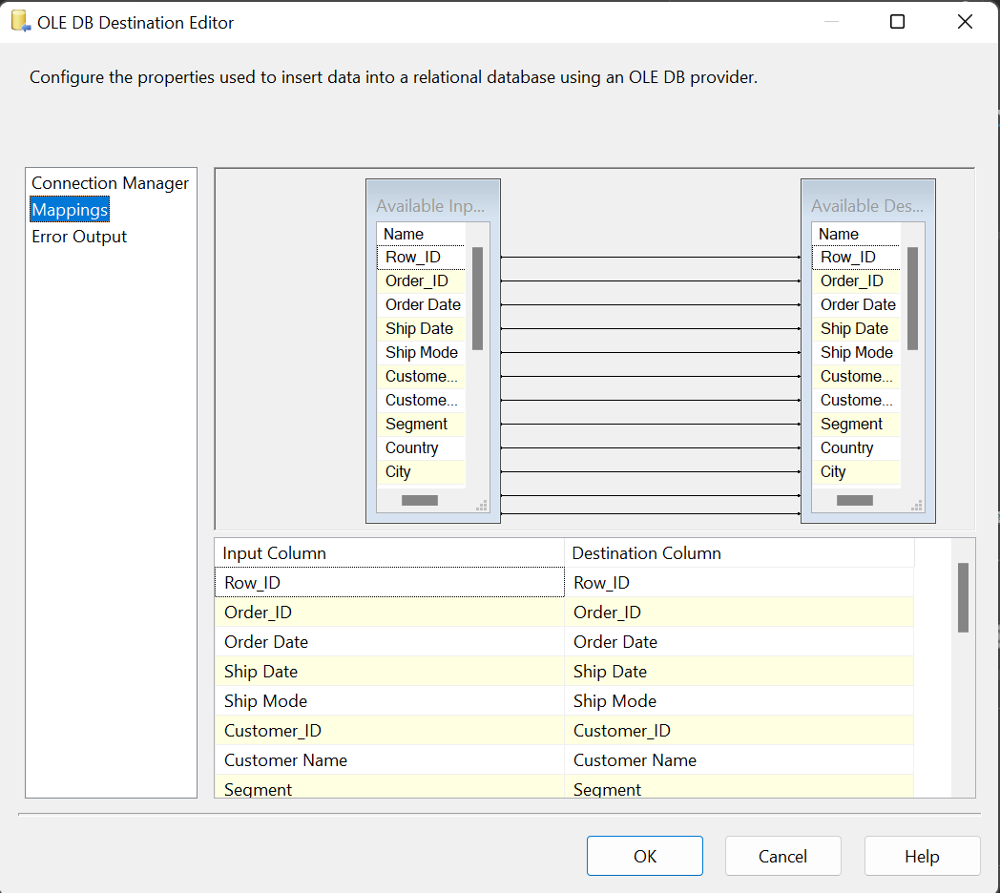 OLE DB Destination Editor
Configure the properties used to insert data into a relational database using an OLE DB provider.
Connection Manager
Mappings
Error Output
Available Inp...
Name
Row_ID
Order_ID
Order Date
Ship Date
Ship Mode
Custome...
Custome...
Segment
Country
City
Available Des...
Name
Row_ID
Order_ID
Order Date
Ship Date
Ship Mode
Custome...
Custome...
Segment
Country
City
Input Column Destination Column
Row_ID Row_ID
Order_ID Order_ID
Order Date Order Date
Ship Date Ship Date
Ship Mode Ship Mode
Customer_ID Customer_ID
Customer Name Customer Name
Segment Segment
OK Cancel Help